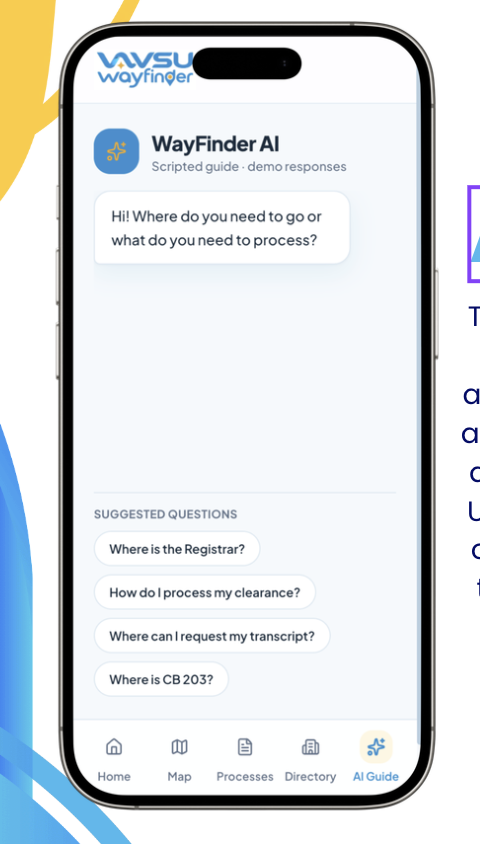 VSU
wayfinder
WayFinder AI
Scripted guide · demo responses
Hi! Where do you need to go or
what do you need to process?
SUGGESTED QUESTIONS
Where is the Registrar?
How do I process my clearance?
Where can I request my transcript?
Where is CB 203?
Home
Map
Processes
Directory
AI Guide